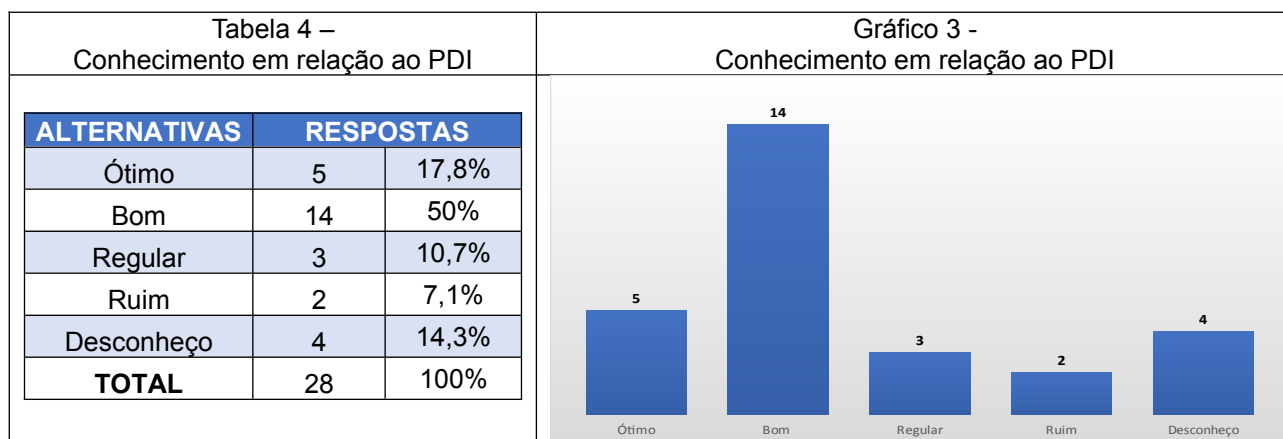 Tabela 4 –
Conhecimento em relação ao PDI
ALTERNATIVAS RESPOSTAS
Ótimo 5 17,8%
Bom 14 50%
Regular 3 10,7%
Ruim 2 7,1%
Desconheço 4 14,3%
TOTAL 28 100%
Gráfico 3 -
Conhecimento em relação ao PDI
14
5
3
2
4
Ótimo Bom Regular Ruim Desconheço